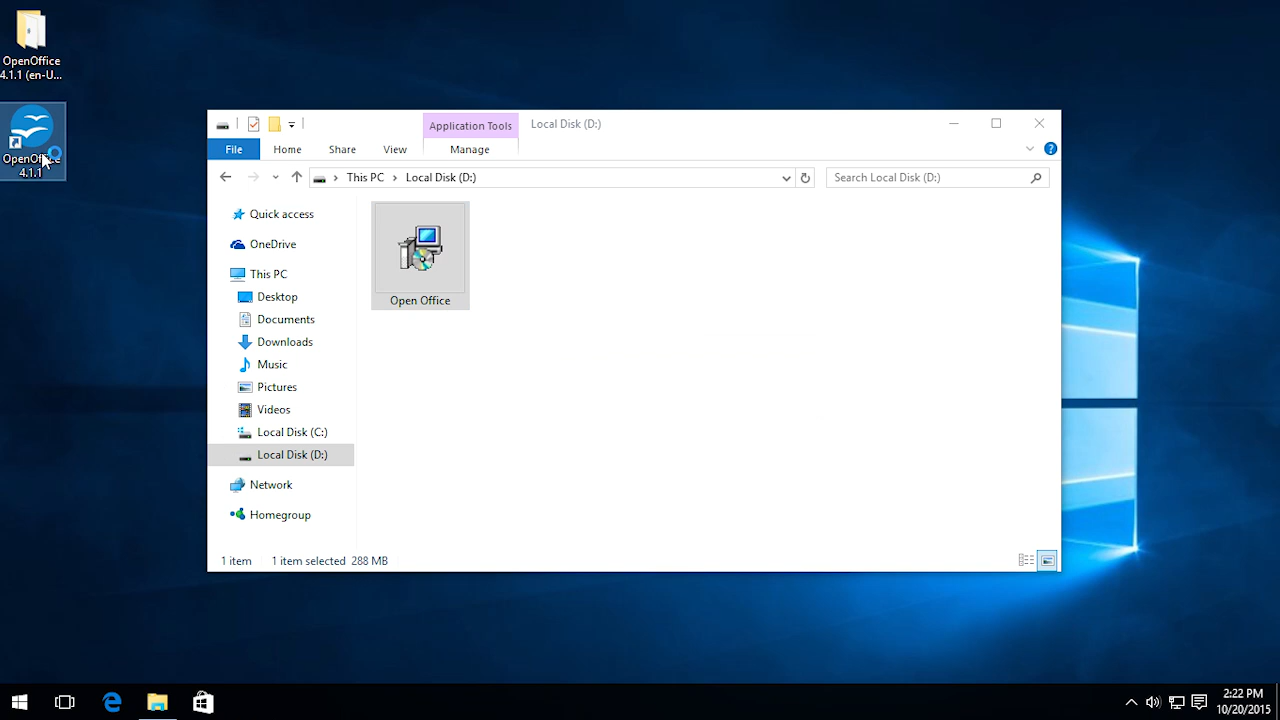 OpenOffice
4.1.1 (en-U...
OpenOffice
4.1.1
Application Tools
Local Disk (D:)
File
Home
Share
View
Manage
This PC
Local Disk (D:)
Search Local Disk (D:)
Quick access
OneDrive
This PC
Desktop
Documents
Downloads
Music
Pictures
Videos
Local Disk (C:)
Local Disk (D:)
Network
Homegroup
Open Office
1 item
1 item selected 288 MB
2:22 PM
10/20/2015